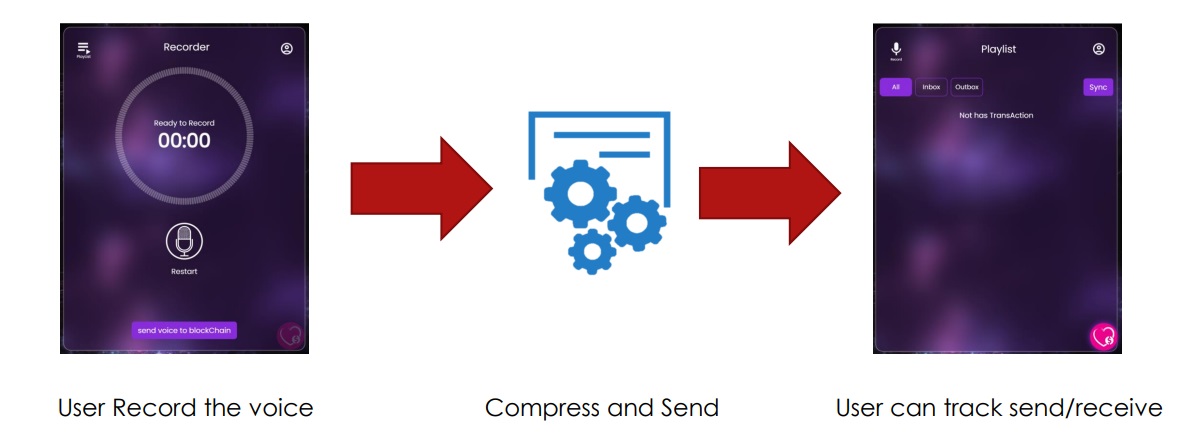 Recorder
Playlist
Ready to Record
00:00
Restart
send voice to blockChain
Playlist
Record
All
Inbox
Outbox
Sync
Not has TransAction
User Record the voice
Compress and Send
User can track send/receive